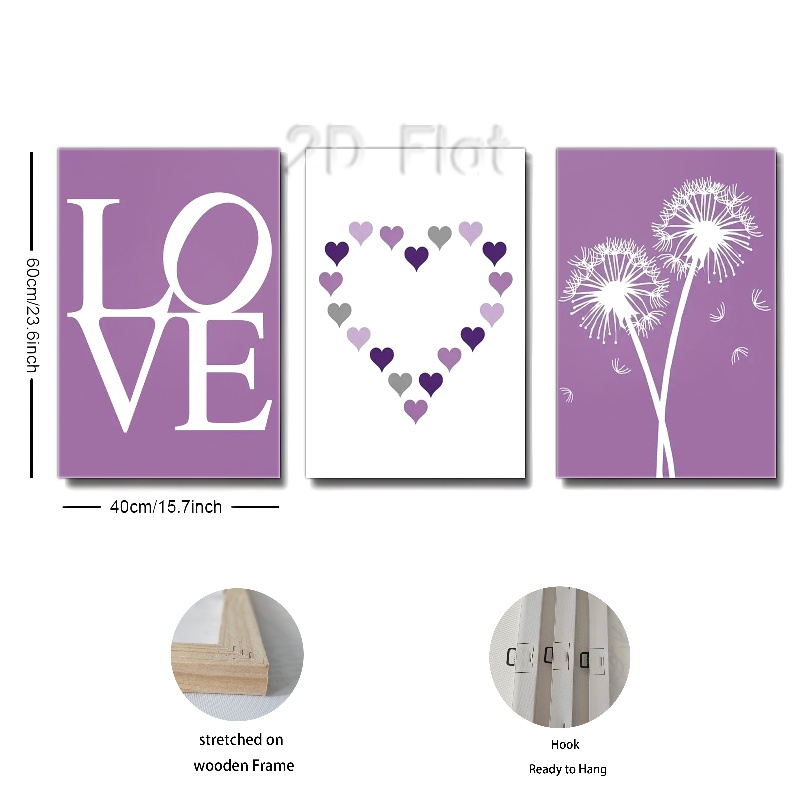 2D Flat
LO
VE
60cm/23.6inch
40cm/15.7inch
stretched on
wooden Frame
Hook
Ready to Hang